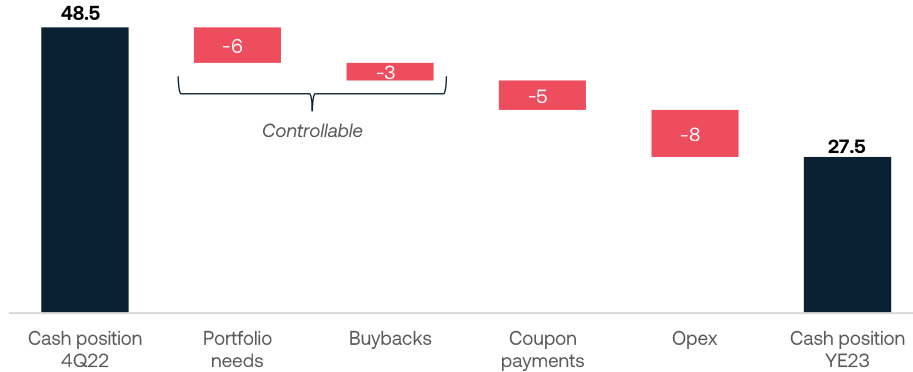 48.5
-6
-3
-5
-8
27.5
Controllable
Cash position
4Q22
Portfolio
needs
Buybacks
Coupon
payments
Opex
Cash position
YE23